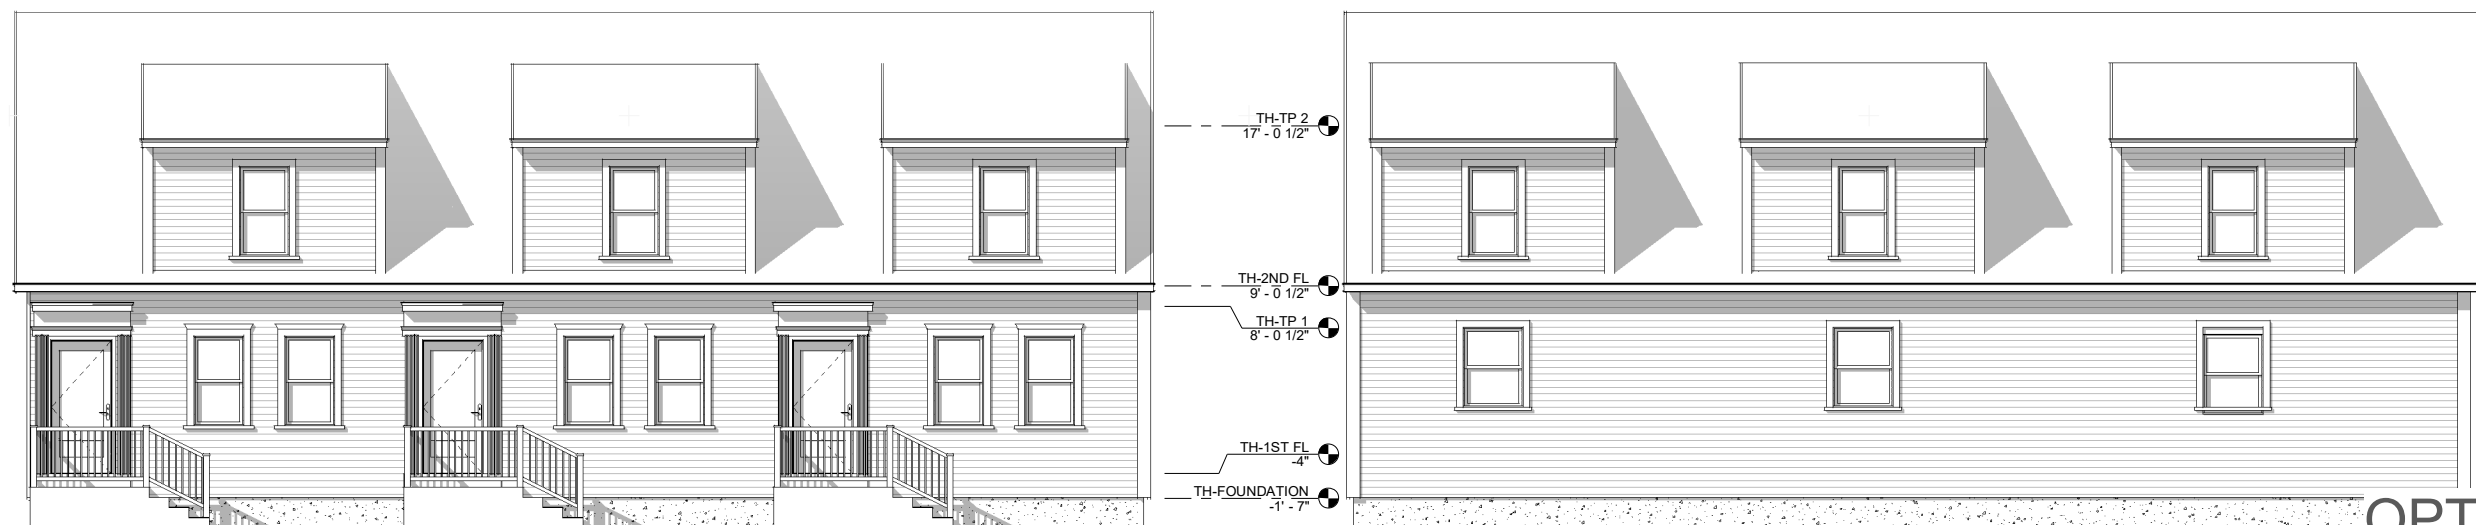 TH-TP 2
17' - 0 1/2"
TH-2ND FL
9' - 0 1/2"
TH-TP 1
8' - 0 1/2"
TH-1ST FL
-4"
TH-FOUNDATION
-1' - 7"
OPT